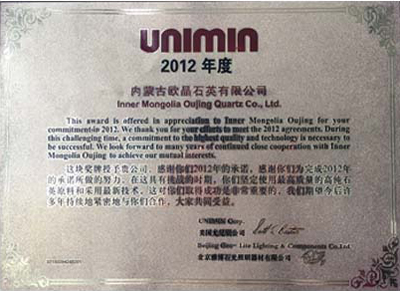 UNIMIN
2012 年度
内蒙古欧晶石英有限公司
Inner Mongolia Oujing Quartz Co., Ltd.
This award is offered in appreciation to Inner Mongolia Oujing for your
commitment to 2012. We thank you for your efforts to meet the 2012 agreements. During
this challenging time, a commitment to the highest quality and technology is necessary to
be successful. We look forward to many years of continued close cooperation with Inner
Mongolia Oujing to achieve our mutual interests.
这块奖牌授予贵公司，感谢你们2012年的承诺，感谢你们为完成2012年
的承诺所做的努力。在这具有挑战的时期，你们坚定使用最高质量的高纯石
英原料和采用最新技术，这对你们取得成功是非常重要的，我们期望今后许
多年持续地紧密地与你们合作，大家共同受益。
UNIMIN Corp.
Beijing Lite Lighting & Components Co.Ltd.